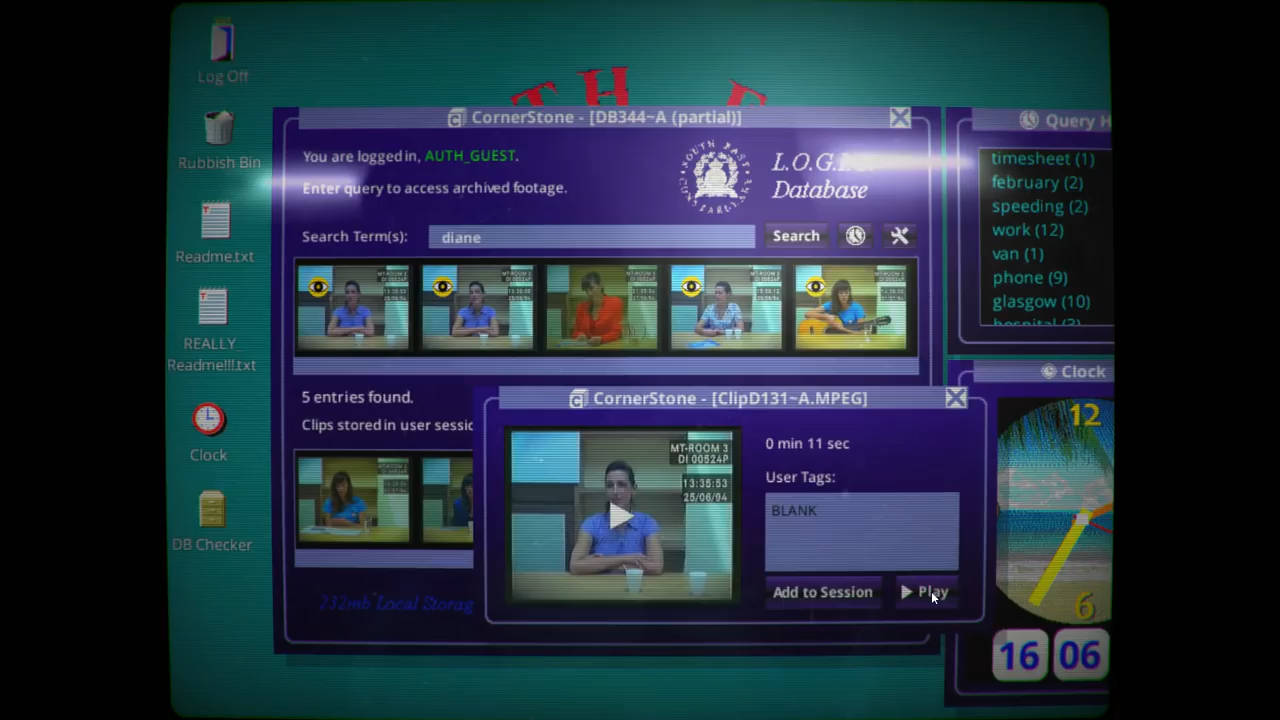 Log Off
Rubbish Bin
Readme.txt
REALLY_
Readme!!!.txt
Clock
DB Checker
TH
CornerStone - [DB344~A (partial)]
You are logged in, AUTH_GUEST.
Enter query to access archived footage.
L.O.G.
Database
Search Term(s):
diane
Search
5 entries found.
Clips stored in user sessio
232mb Local Storag
CornerStone - [ClipD131~A.MPEG]
MT-ROOM 3
DI 00524P
13:35:53
25/06/94
0 min 11 sec
User Tags:
BLANK
Add to Session
Play
Query H
timesheet (1)
february (2)
speeding (2)
work (12)
van (1)
phone (9)
glasgow (10)
hospital (3)
Clock
12
6
16 06